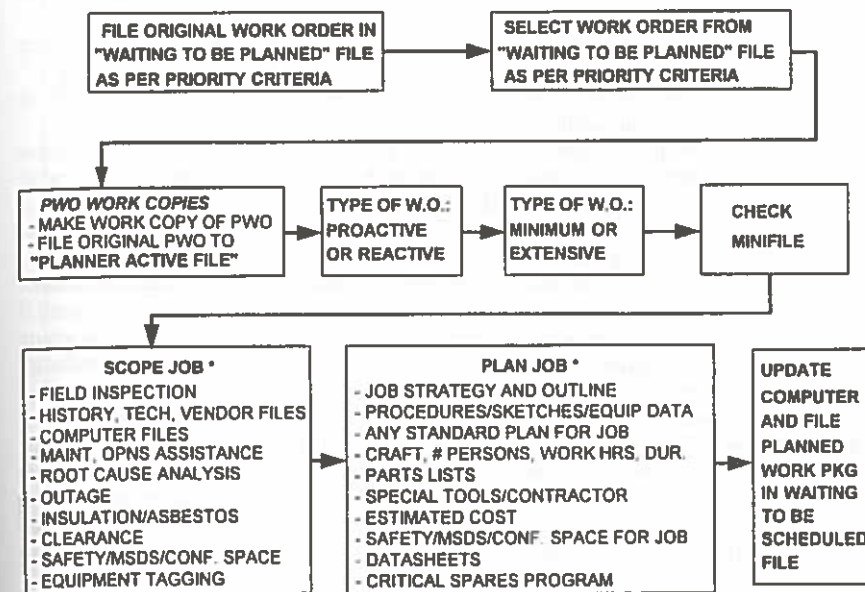 FILE ORIGINAL WORK ORDER IN
"WAITING TO BE PLANNED" FILE
AS PER PRIORITY CRITERIA
SELECT WORK ORDER FROM
"WAITING TO BE PLANNED" FILE
AS PER PRIORITY CRITERIA
PWO WORK COPIES
- MAKE WORK COPY OF PWO
- FILE ORIGINAL PWO TO
"PLANNER ACTIVE FILE"
TYPE OF W.O.:
PROACTIVE
OR REACTIVE
TYPE OF W.O.:
MINIMUM OR
EXTENSIVE
CHECK
MINIFILE
SCOPE JOB *
- FIELD INSPECTION
- HISTORY, TECH, VENDOR FILES
- COMPUTER FILES
- MAINT, OPNS ASSISTANCE
- ROOT CAUSE ANALYSIS
- OUTAGE
- INSULATION/ASBESTOS
- CLEARANCE
- SAFETY/MSDS/CONF. SPACE
- EQUIPMENT TAGGING
PLAN JOB *
- JOB STRATEGY AND OUTLINE
- PROCEDURES/SKETCHES/EQUIP DATA
- ANY STANDARD PLAN FOR JOB
- CRAFT, # PERSONS, WORK HRS, DUR.
- PARTS LISTS
- SPECIAL TOOLS/CONTRACTOR
- ESTIMATED COST
- SAFETY/MSDS/CONF. SPACE FOR JOB
- DATASHEETS
- CRITICAL SPARES PROGRAM
UPDATE
COMPUTER
AND FILE
PLANNED
WORK PKG
IN WAITING
TO BE
SCHEDULED
FILE